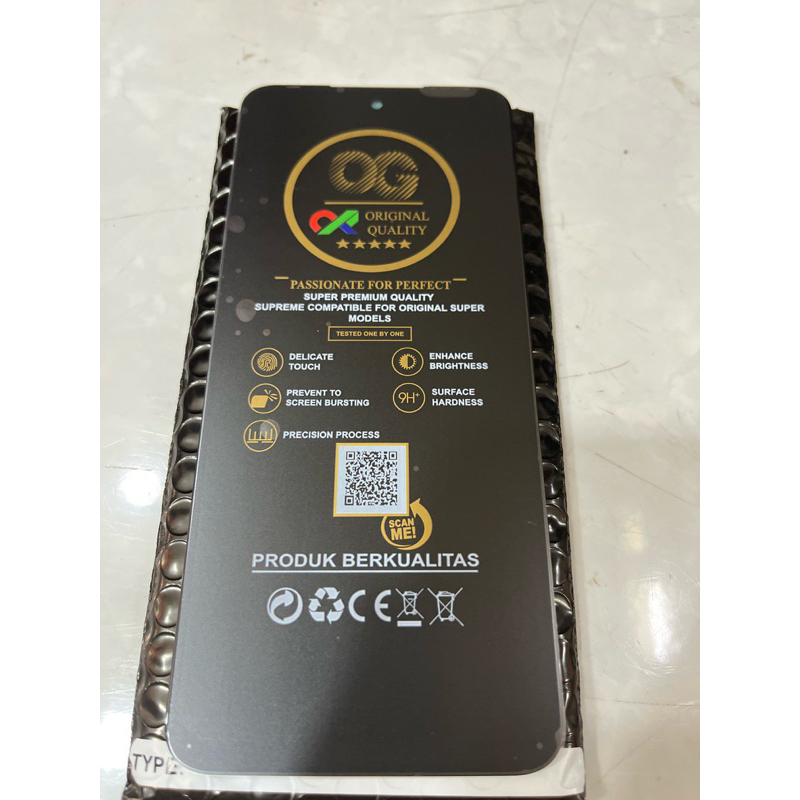 OG
ORIGINAL
QUALITY
PASSIONATE FOR PERFECT
SUPER PREMIUM QUALITY
SUPREME COMPATIBLE FOR ORIGINAL SUPER
MODELS
TESTED ONE BY ONE
DELICATE
TOUCH
ENHANCE
BRIGHTNESS
PREVENT TO
SCREEN BURSTING
9H+
SURFACE
HARDNESS
PRECISION PROCESS
SCAN
ME!
PRODUK BERKUALITAS
CE
TYPE: